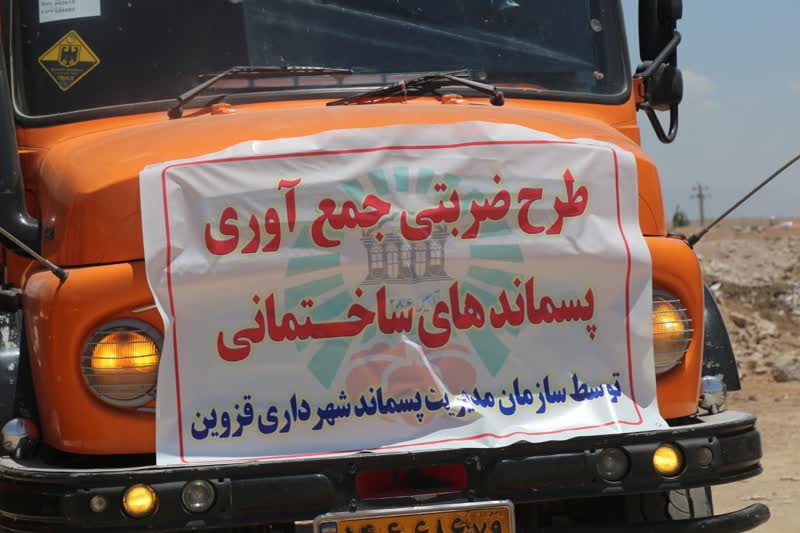 طرح ضربتی جمع آوری
پسماندهای ساختمانی
توسط سازمان مدیریت پسماند شهرداری قزوین